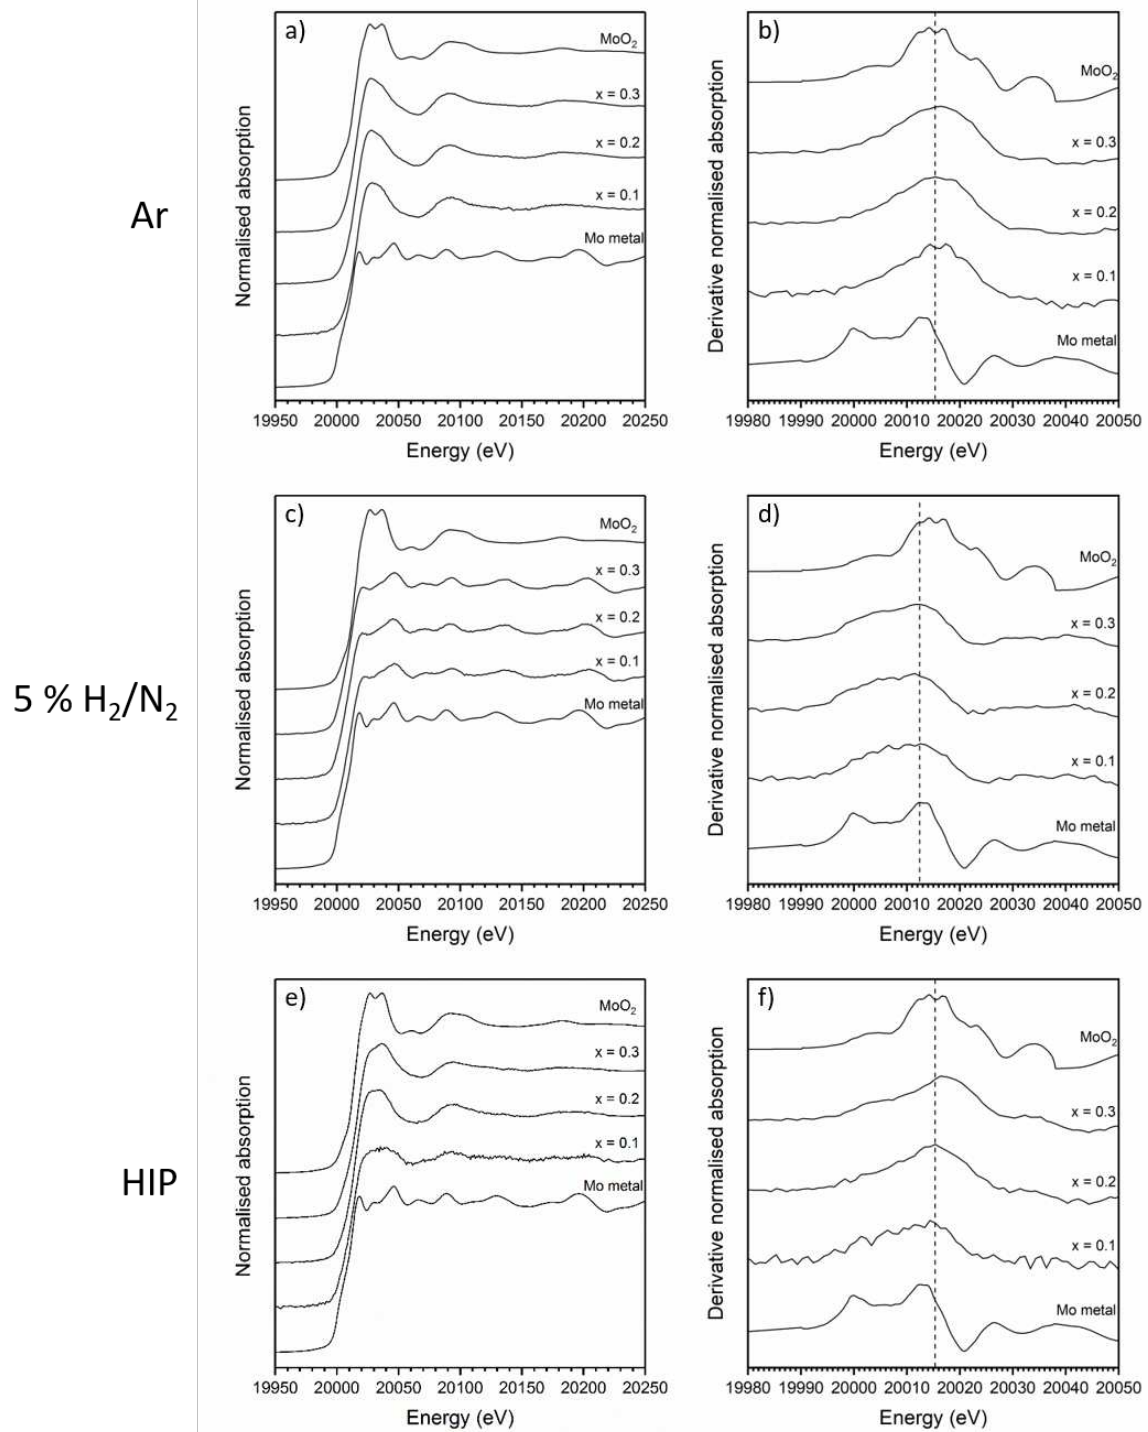 Ar
a)
Normalised absorption
MoO2
x = 0.3
x = 0.2
x = 0.1
Mo metal
19950 20000 20050 20100 20150 20200 20250
Energy (eV)
b)
Derivative normalised absorption
MoO2
x = 0.3
x = 0.2
x = 0.1
Mo metal
19980 19990 20000 20010 20020 20030 20040 20050
Energy (eV)
5 % H2/N2
c)
Normalised absorption
MoO2
x = 0.3
x = 0.2
x = 0.1
Mo metal
19950 20000 20050 20100 20150 20200 20250
Energy (eV)
d)
Derivative normalised absorption
MoO2
x = 0.3
x = 0.2
x = 0.1
Mo metal
19980 19990 20000 20010 20020 20030 20040 20050
Energy (eV)
HIP
e)
Normalised absorption
MoO2
x = 0.3
x = 0.2
x = 0.1
Mo metal
19950 20000 20050 20100 20150 20200 20250
Energy (eV)
f)
Derivative normalised absorption
MoO2
x = 0.3
x = 0.2
x = 0.1
Mo metal
19980 19990 20000 20010 20020 20030 20040 20050
Energy (eV)